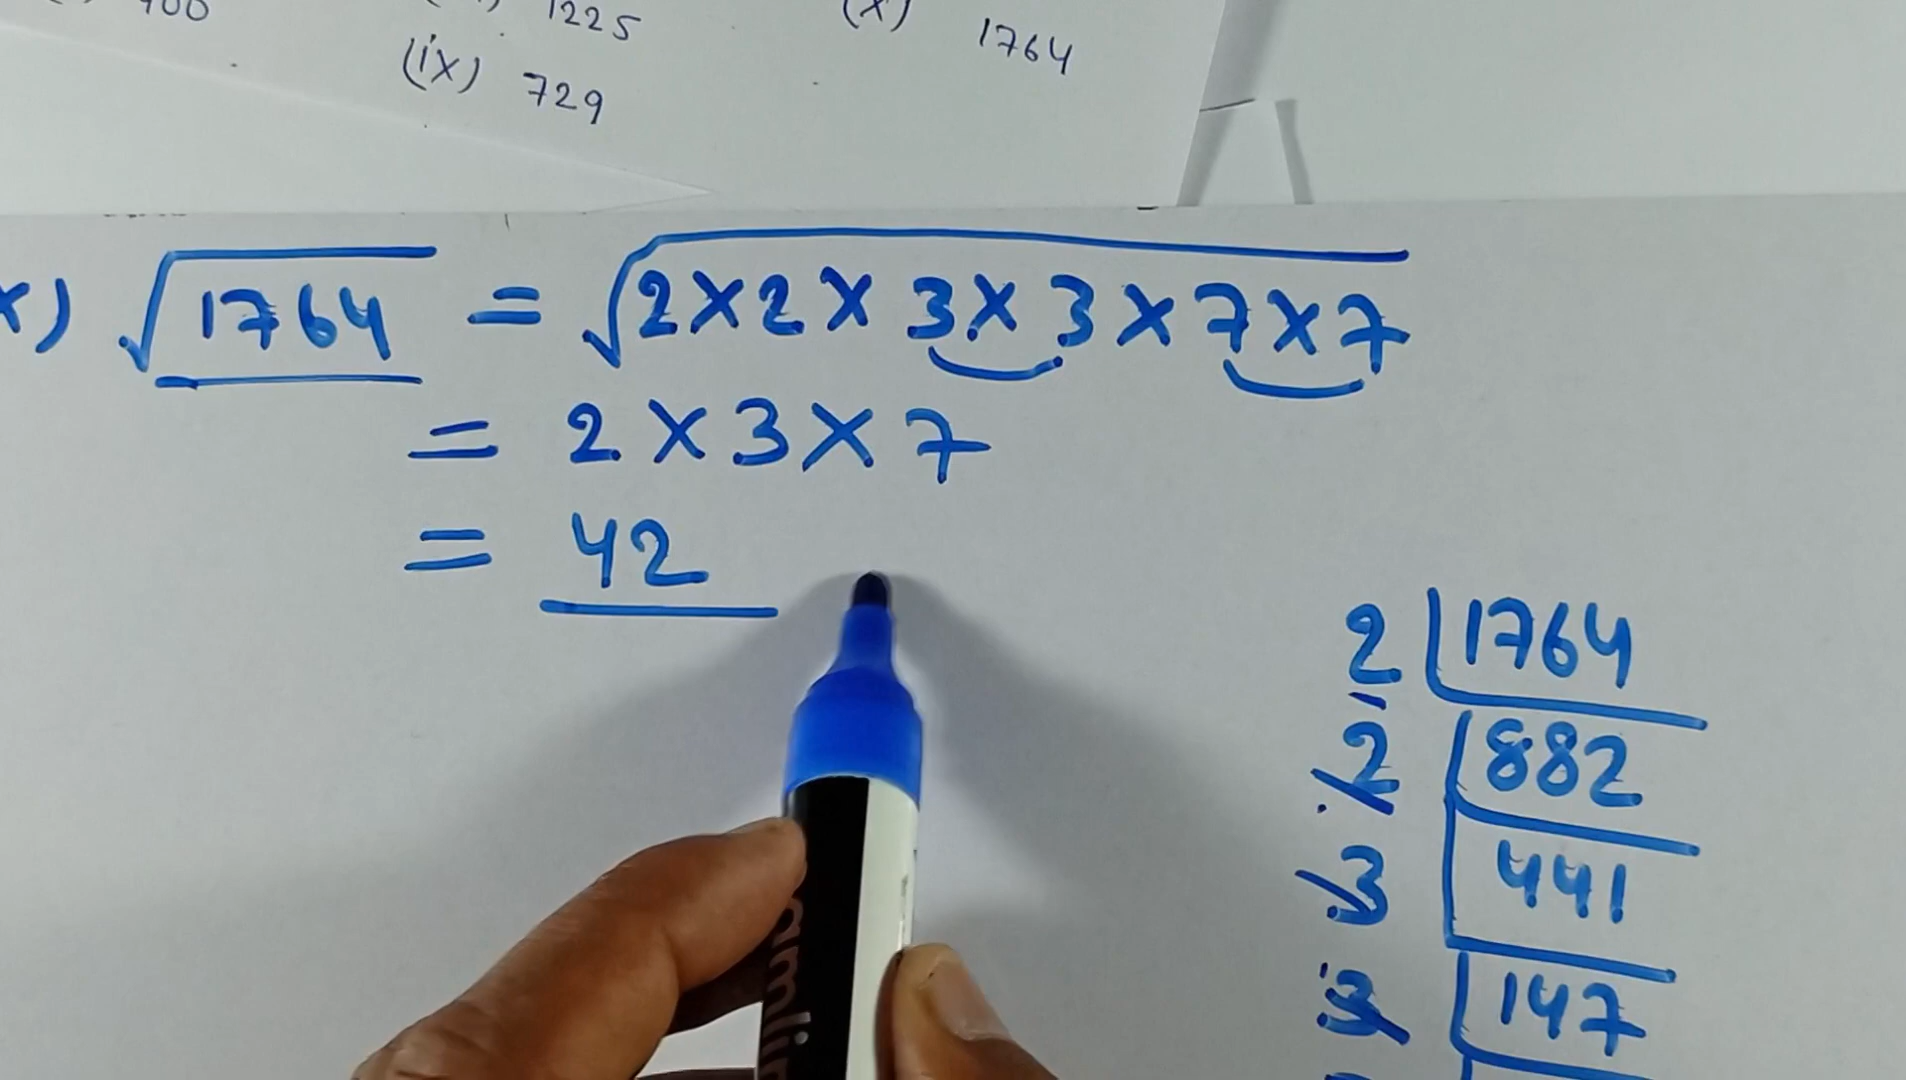 400 1225 (x) 1764
(ix) 729
x) √1764 = √2×2×3×3×7×7
= 2×3×7
= 42
2 1764
2 882
3 441
3 147